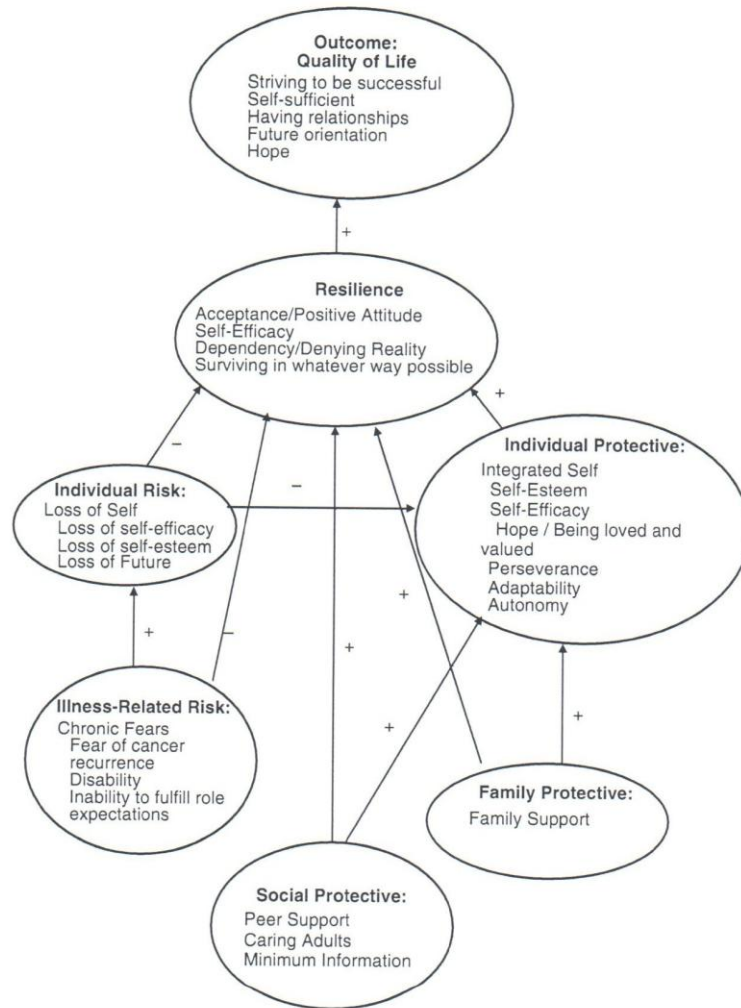 Outcome:
Quality of Life
Striving to be successful
Self-sufficient
Having relationships
Future orientation
Hope
+
Resilience
Acceptance/Positive Attitude
Self-Efficacy
Dependency/Denying Reality
Surviving in whatever way possible
–
+
Individual Risk:
Loss of Self
Loss of self-efficacy
Loss of self-esteem
Loss of Future
–
Individual Protective:
Integrated Self
Self-Esteem
Self-Efficacy
Hope / Being loved and
valued
Perseverance
Adaptability
Autonomy
+
–
+
+
+
+
Illness-Related Risk:
Chronic Fears
Fear of cancer
recurrence
Disability
Inability to fulfill role
expectations
Family Protective:
Family Support
Social Protective:
Peer Support
Caring Adults
Minimum Information